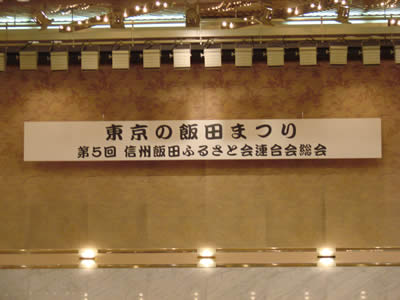 東京の飯田まつり
第5回 信州飯田ふるさと会連合会総会